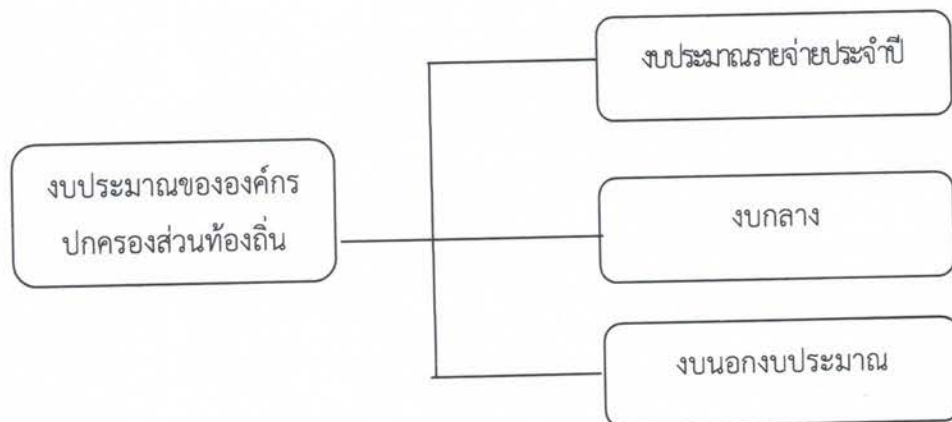 งบประมาณรายจ่ายประจำปี
งบประมาณขององค์กร
ปกครองส่วนท้องถิ่น
งบกลาง
งบนอกงบประมาณ